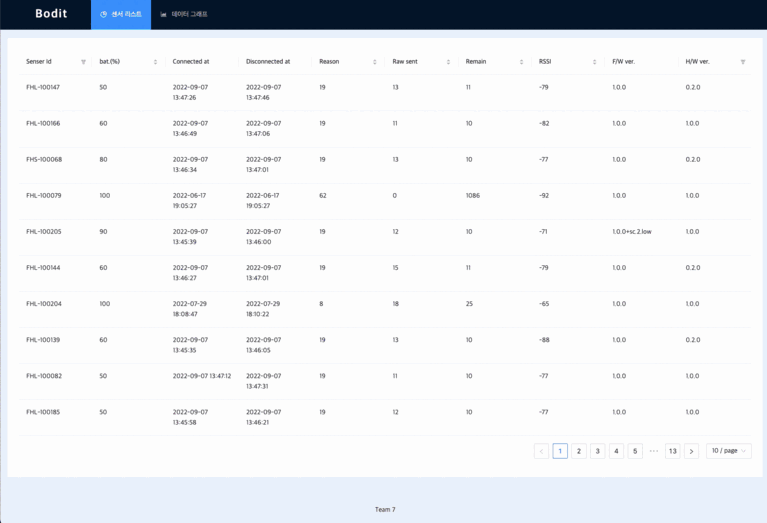 Bodit 센서 리스트 데이터 그래프
Senser Id bat.(%) Connected at Disconnected at Reason Raw sent Remain RSSI F/W ver. H/W ver.
FHL-100147 50 2022-09-07 2022-09-07 19 13 11 -79 1.0.0 0.2.0
13:47:26 13:47:46
FHL-100166 60 2022-09-07 2022-09-07 19 11 10 -82 1.0.0 1.0.0
13:46:49 13:47:06
FHS-100068 80 2022-09-07 2022-09-07 19 13 10 -77 1.0.0 0.2.0
13:46:34 13:47:01
FHL-100079 100 2022-06-17 2022-06-17 62 0 1086 -92 1.0.0 1.0.0
19:05:27 19:05:27
FHL-100205 90 2022-09-07 2022-09-07 19 12 10 -71 1.0.0+sc.2.low 1.0.0
13:45:39 13:46:00
FHL-100144 60 2022-09-07 2022-09-07 19 15 11 -79 1.0.0 0.2.0
13:46:27 13:47:01
FHL-100204 100 2022-07-29 2022-07-29 8 18 25 -65 1.0.0 1.0.0
18:08:47 18:10:22
FHL-100139 60 2022-09-07 2022-09-07 19 13 10 -88 1.0.0 0.2.0
13:45:35 13:46:05
FHL-100082 50 2022-09-07 13:47:12 2022-09-07 19 11 10 -77 1.0.0 1.0.0
13:47:31
FHL-100185 50 2022-09-07 2022-09-07 19 12 10 -77 1.0.0 1.0.0
13:45:58 13:46:21
1 2 3 4 5 ••• 13 10 / page
Team 7